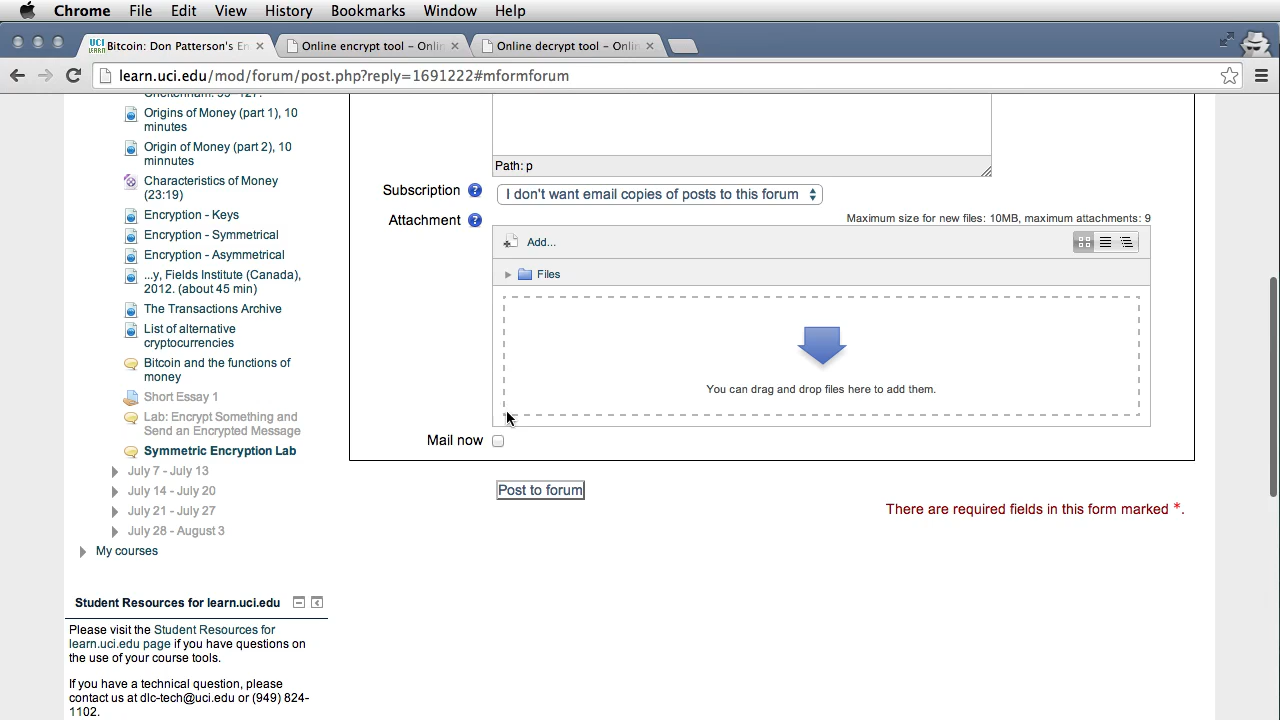 Chrome File Edit View History Bookmarks Window Help
UCI LEARN Bitcoin: Don Patterson's En
Online encrypt tool – Onlin
Online decrypt tool – Onlin
learn.uci.edu/mod/forum/post.php?reply=1691222#mformforum
Origins of Money (part 1), 10
minutes
Origin of Money (part 2), 10
minnutes
Characteristics of Money
(23:19)
Encryption - Keys
Encryption - Symmetrical
Encryption - Asymmetrical
...y, Fields Institute (Canada),
2012. (about 45 min)
The Transactions Archive
List of alternative
cryptocurrencies
Bitcoin and the functions of
money
Short Essay 1
Lab: Encrypt Something and
Send an Encrypted Message
Symmetric Encryption Lab
July 7 - July 13
July 14 - July 20
July 21 - July 27
July 28 - August 3
My courses
Student Resources for learn.uci.edu
Please visit the Student Resources for
learn.uci.edu page if you have questions on
the use of your course tools.
If you have a technical question, please
contact us at dlc-tech@uci.edu or (949) 824-
1102.
Path: p
Subscription ? I don't want email copies of posts to this forum
Attachment ? Maximum size for new files: 10MB, maximum attachments: 9
Add...
Files
You can drag and drop files here to add them.
Mail now
Post to forum
There are required fields in this form marked *.